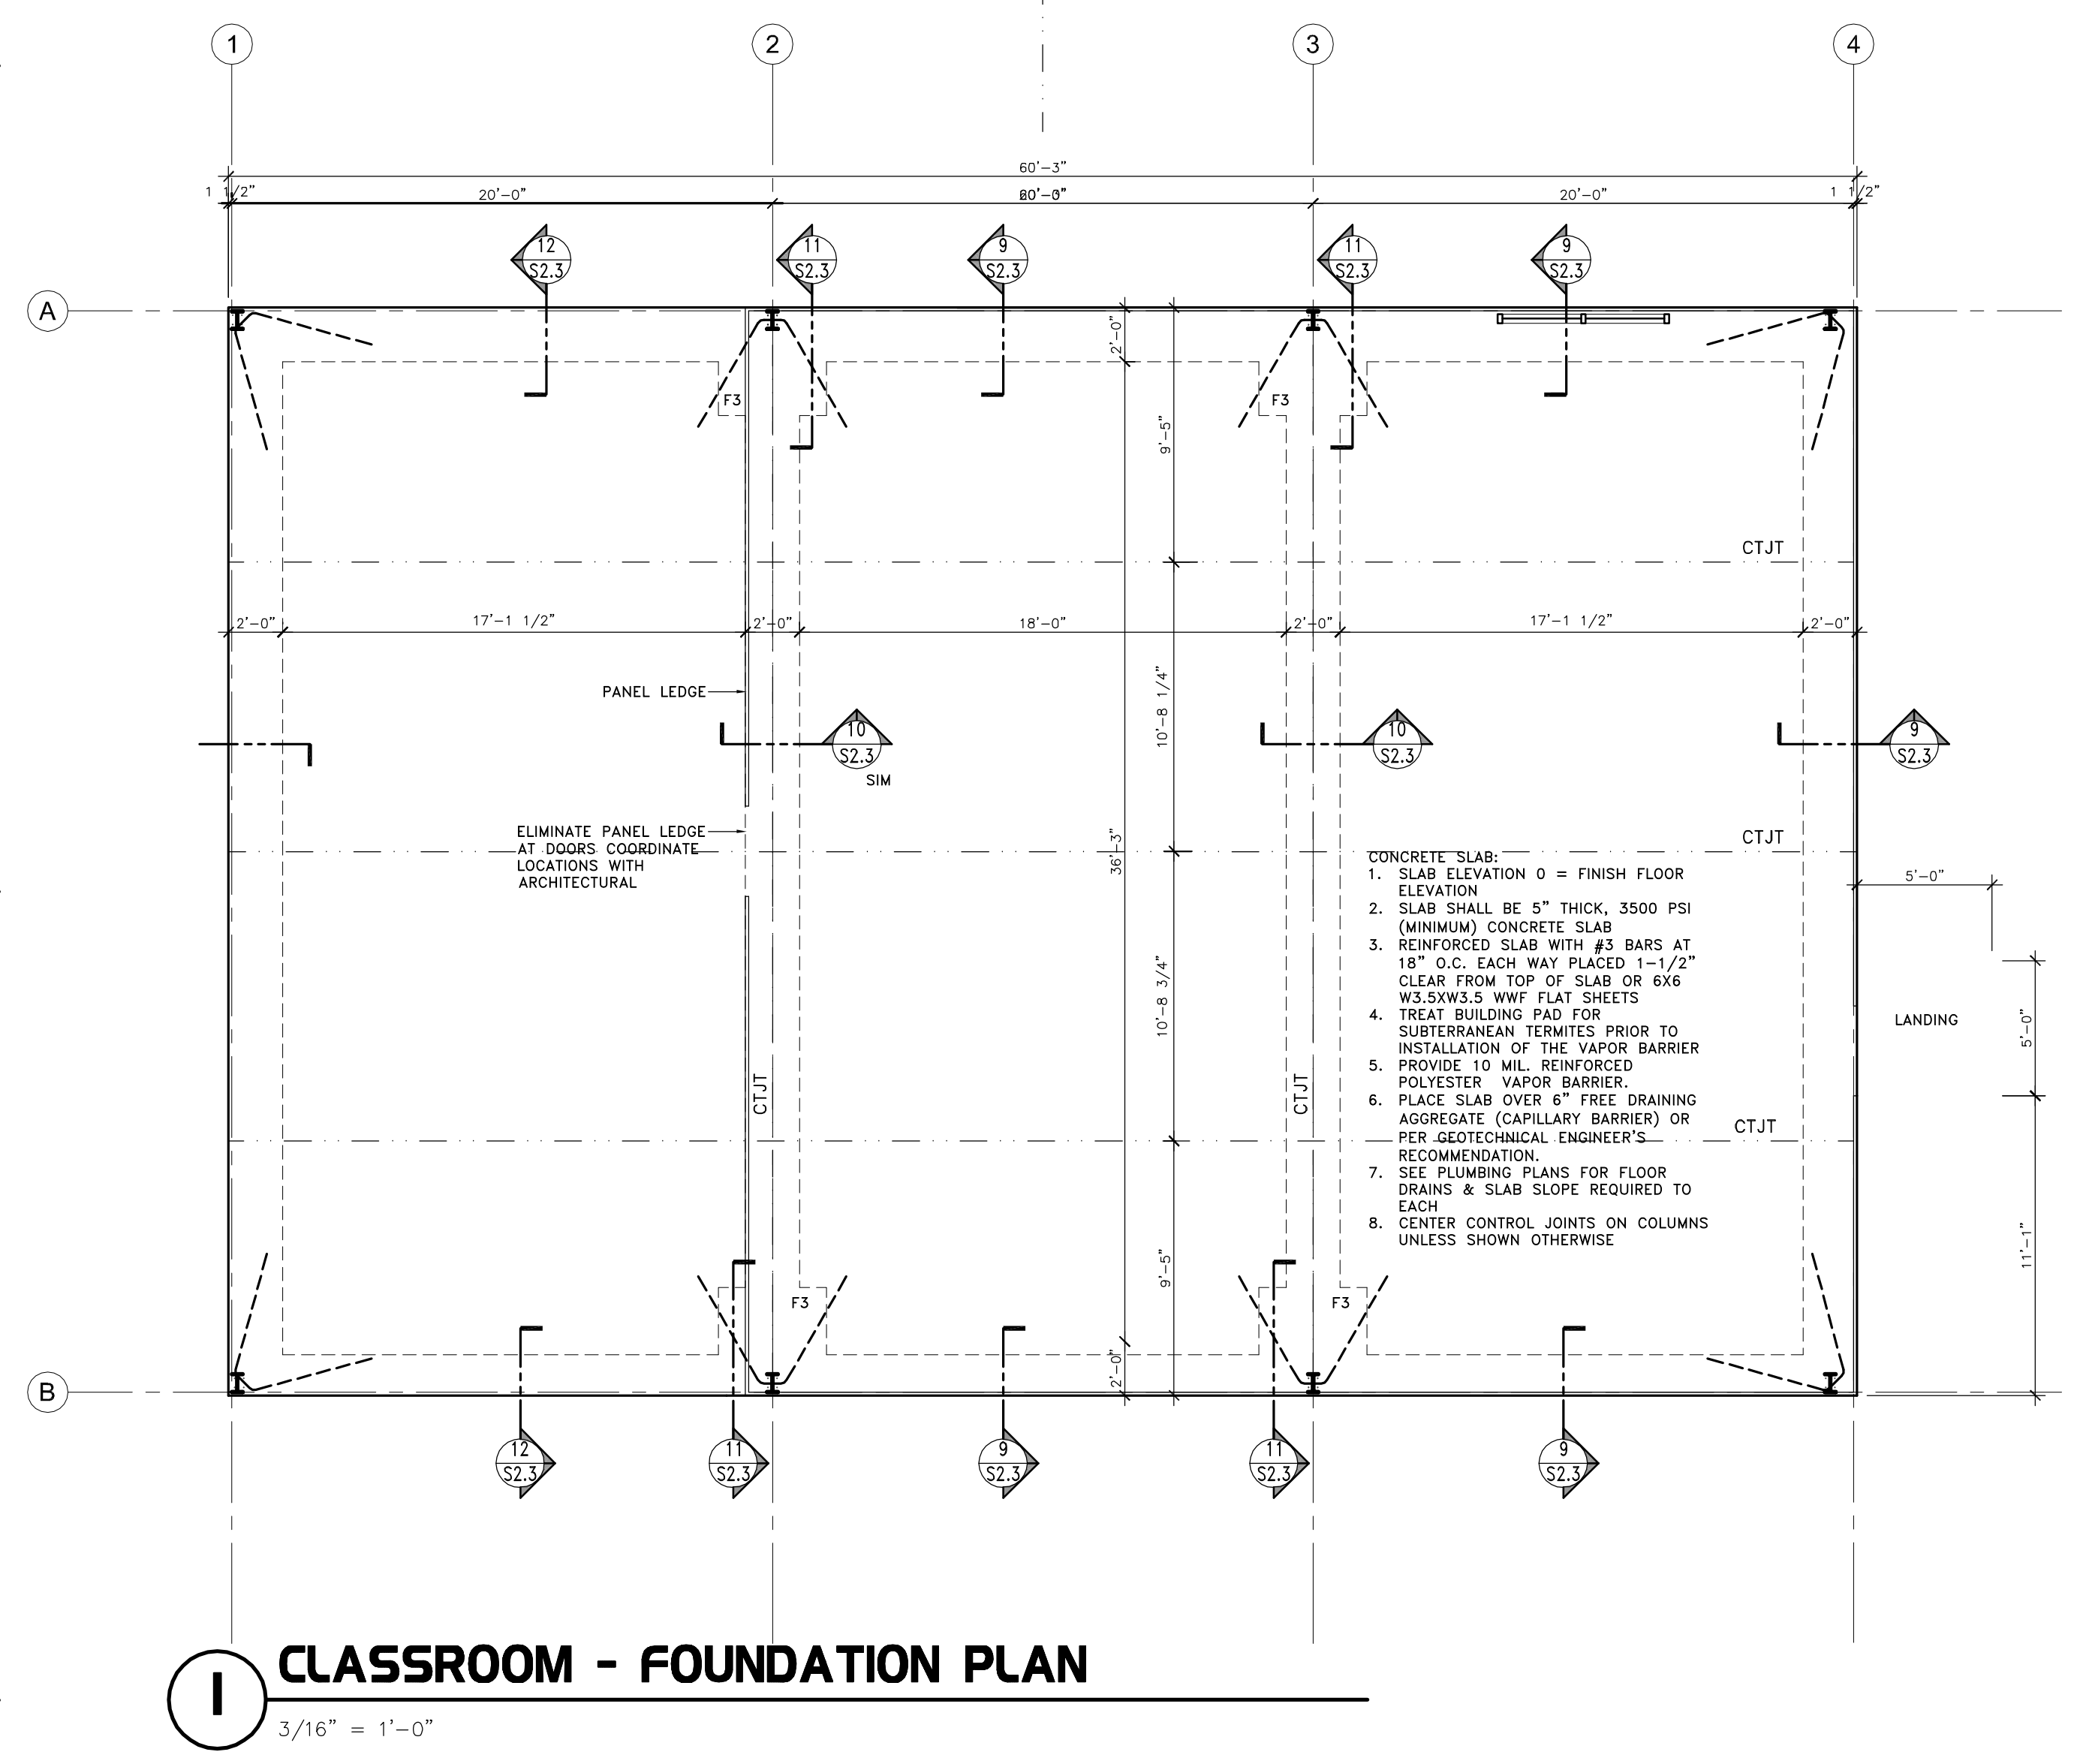 1 2 3 4
60'-3"
1 1/2" 20'-0" 20'-0" 1 1/2"
12 11 9 11 9
S2.3 S2.3 S2.3 S2.3 S2.3
A
2'-0"
F3 F3
9'-5"
CTJT
2'-0" 17'-1 1/2" 2'-0" 18'-0" 2'-0" 17'-1 1/2" 2'-0"
PANEL LEDGE
10'-8 1/4"
10 10 9
S2.3 S2.3 S2.3
SIM
ELIMINATE PANEL LEDGE
AT DOORS COORDINATE
LOCATIONS WITH
ARCHITECTURAL
36'-3"
CTJT
CONCRETE SLAB:
1. SLAB ELEVATION 0 = FINISH FLOOR
ELEVATION
2. SLAB SHALL BE 5" THICK, 3500 PSI
(MINIMUM) CONCRETE SLAB
3. REINFORCED SLAB WITH #3 BARS AT
18" O.C. EACH WAY PLACED 1-1/2"
CLEAR FROM TOP OF SLAB OR 6X6
W3.5XW3.5 WWF FLAT SHEETS
4. TREAT BUILDING PAD FOR
SUBTERRANEAN TERMITES PRIOR TO
INSTALLATION OF THE VAPOR BARRIER
5. PROVIDE 10 MIL. REINFORCED
POLYESTER VAPOR BARRIER.
6. PLACE SLAB OVER 6" FREE DRAINING
AGGREGATE (CAPILLARY BARRIER) OR
PER GEOTECHNICAL ENGINEER'S
RECOMMENDATION.
7. SEE PLUMBING PLANS FOR FLOOR
DRAINS & SLAB SLOPE REQUIRED TO
EACH
8. CENTER CONTROL JOINTS ON COLUMNS
UNLESS SHOWN OTHERWISE
5'-0"
LANDING
5'-0"
10'-8 3/4"
CTJT CTJT
CTJT
11'-1"
9'-5"
F3 F3
2'-0"
B
12 11 9 11 9
S2.3 S2.3 S2.3 S2.3 S2.3
1 CLASSROOM - FOUNDATION PLAN
3/16" = 1'-0"